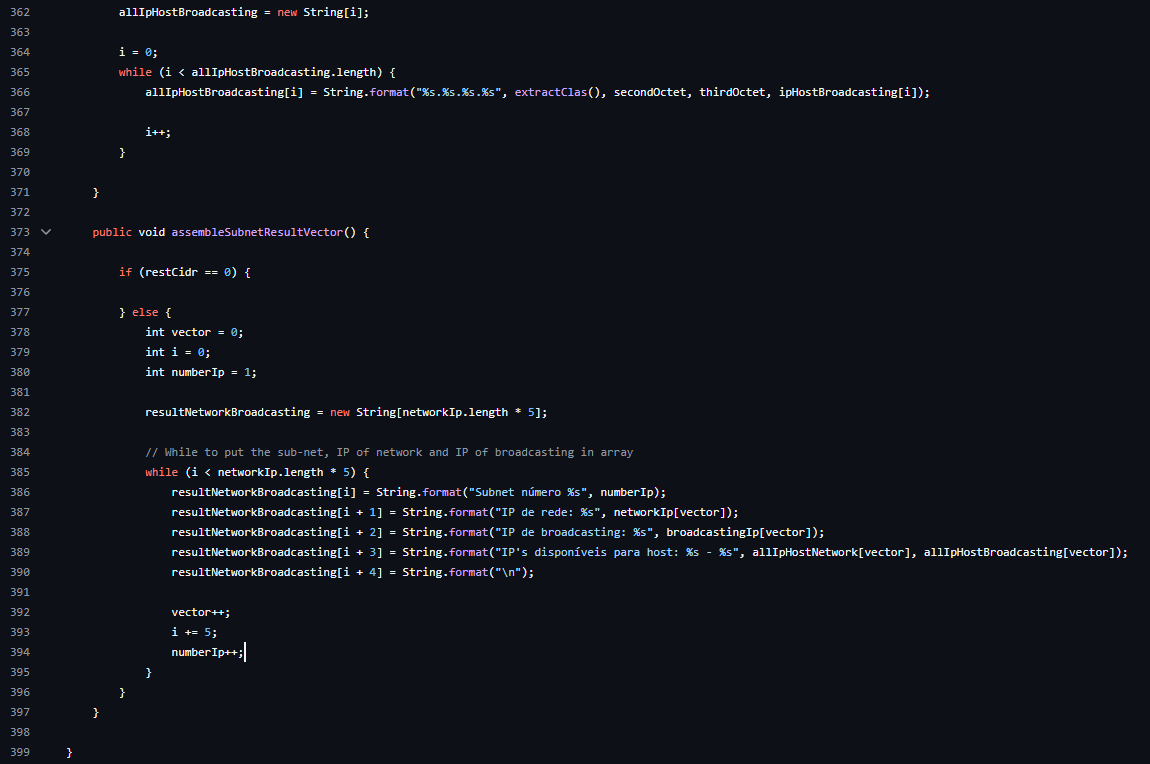 362 allIpHostBroadcasting = new String[i];
363
364 i = 0;
365 while (i < allIpHostBroadcasting.length) {
366 allIpHostBroadcasting[i] = String.format("%s.%s.%s.%s", extractClas(), secondOctet, thirdOctet, ipHostBroadcasting[i]);
367
368 i++;
369 }
370
371 }
372
373 public void assembleSubnetResultVector() {
374
375 if (restCidr == 0) {
376
377 } else {
378 int vector = 0;
379 int i = 0;
380 int numberIp = 1;
381
382 resultNetworkBroadcasting = new String[networkIp.length * 5];
383
384 // While to put the sub-net, IP of network and IP of broadcasting in array
385 while (i < networkIp.length * 5) {
386 resultNetworkBroadcasting[i] = String.format("Subnet número %s", numberIp);
387 resultNetworkBroadcasting[i + 1] = String.format("IP de rede: %s", networkIp[vector]);
388 resultNetworkBroadcasting[i + 2] = String.format("IP de broadcasting: %s", broadcastingIp[vector]);
389 resultNetworkBroadcasting[i + 3] = String.format("IP's disponíveis para host: %s - %s", allIpHostNetwork[vector], allIpHostBroadcasting[vector]);
390 resultNetworkBroadcasting[i + 4] = String.format("\n");
391
392 vector++;
393 i += 5;
394 numberIp++;
395 }
396 }
397 }
398
399 }